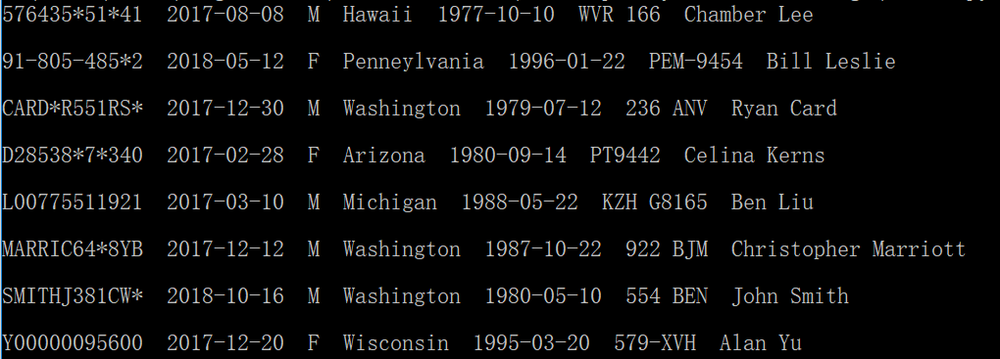 576435*51*41 2017-08-08 M Hawaii 1977-10-10 WVR 166 Chamber Lee
91-805-485*2 2018-05-12 F Penneylvania 1996-01-22 PEM-9454 Bill Leslie
CARD*R551RS* 2017-12-30 M Washington 1979-07-12 236 ANV Ryan Card
D28538*7*340 2017-02-28 F Arizona 1980-09-14 PT9442 Celina Kerns
L00775511921 2017-03-10 M Michigan 1988-05-22 KZH G8165 Ben Liu
MARRIC64*8YB 2017-12-12 M Washington 1987-10-22 922 BJM Christopher Marriott
SMITHJ381CW* 2018-10-16 M Washington 1980-05-10 554 BEN John Smith
Y00000095600 2017-12-20 F Wisconsin 1995-03-20 579-XVH Alan Yu